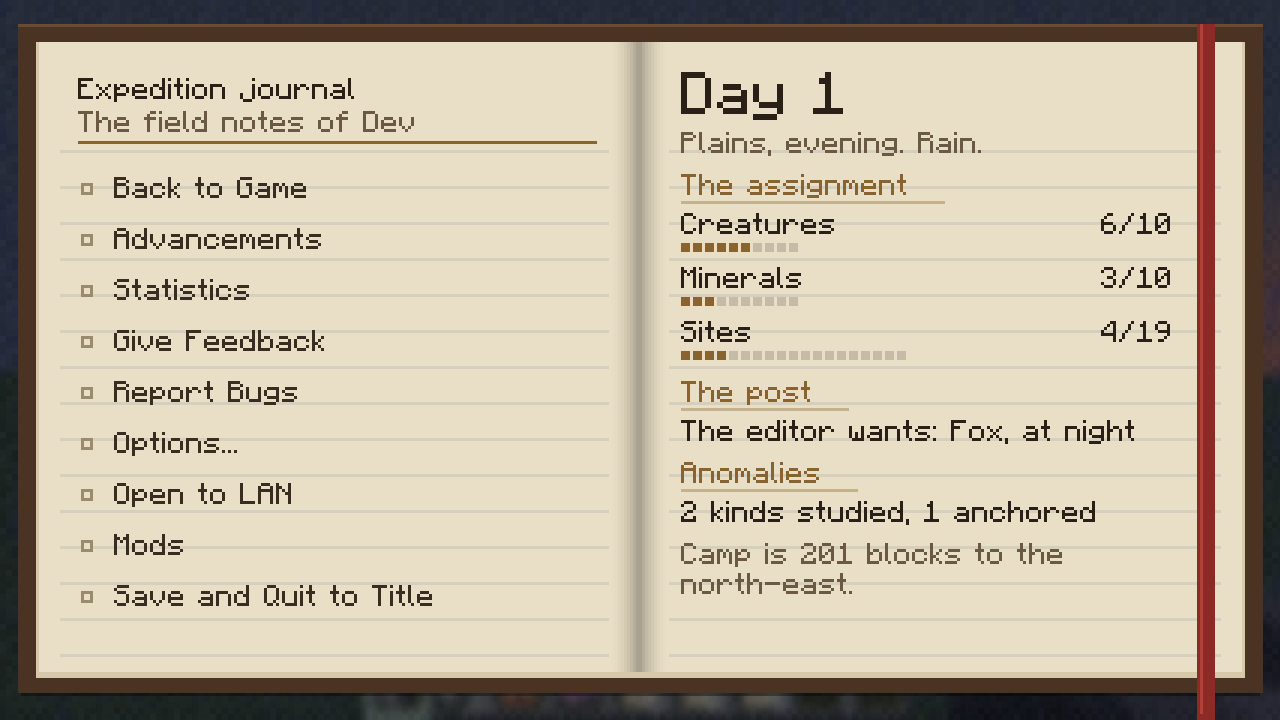 Expedition journal
The field notes of Dev
Back to Game
Advancements
Statistics
Give Feedback
Report Bugs
Options...
Open to LAN
Mods
Save and Quit to Title
Day 1
Plains, evening. Rain.
The assignment
Creatures 6/10
Minerals 3/10
Sites 4/19
The post
The editor wants: Fox, at night
Anomalies
2 kinds studied, 1 anchored
Camp is 201 blocks to the
north-east.